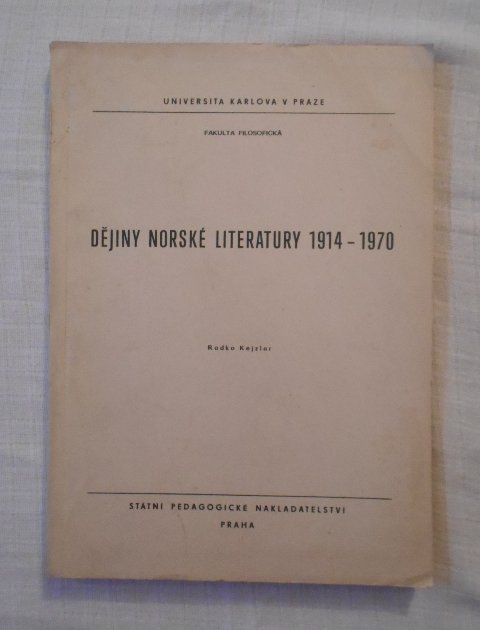 UNIVERSITA KARLOVA V PRAZE
FAKULTA FILOSOFICKÁ
DĚJINY NORSKÉ LITERATURY 1914 – 1970
Radko Kejzlar
STÁTNÍ PEDAGOGICKÉ NAKLADATELSTVÍ
PRAHA